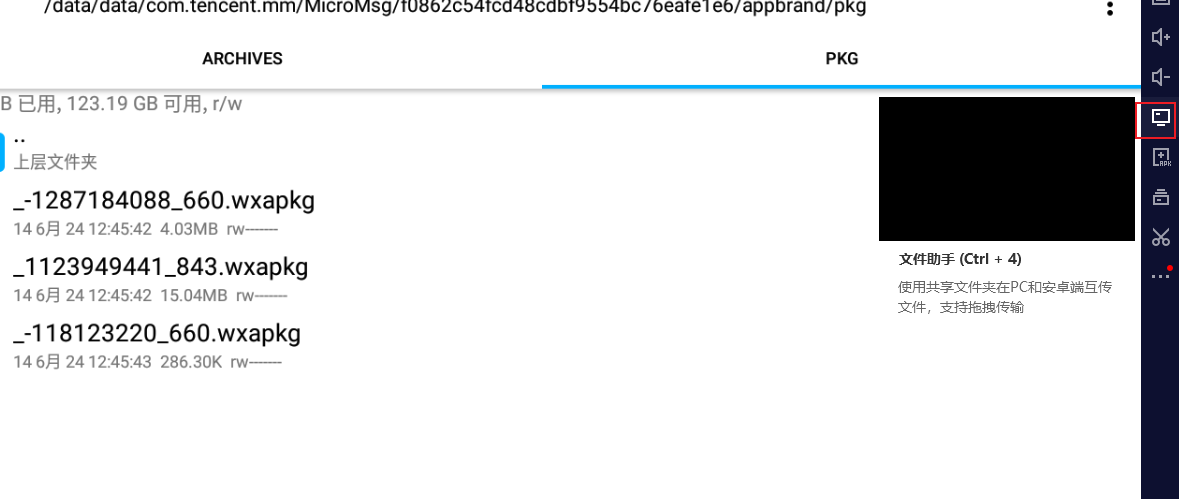 /data/data/com.tencent.mm/MicroMsg/f0862c54fcd48cdbf9554bc76eafe1e6/appbrand/pkg
ARCHIVES
PKG
B 已用, 123.19 GB 可用, r/w
..
上层文件夹
_-1287184088_660.wxapkg
14 6月 24 12:45:42 4.03MB rw-------
_1123949441_843.wxapkg
14 6月 24 12:45:42 15.04MB rw-------
_-118123220_660.wxapkg
14 6月 24 12:45:43 286.30K rw-------
文件助手 (Ctrl + 4)
使用共享文件夹在PC和安卓端互传
文件，支持拖拽传输
APK